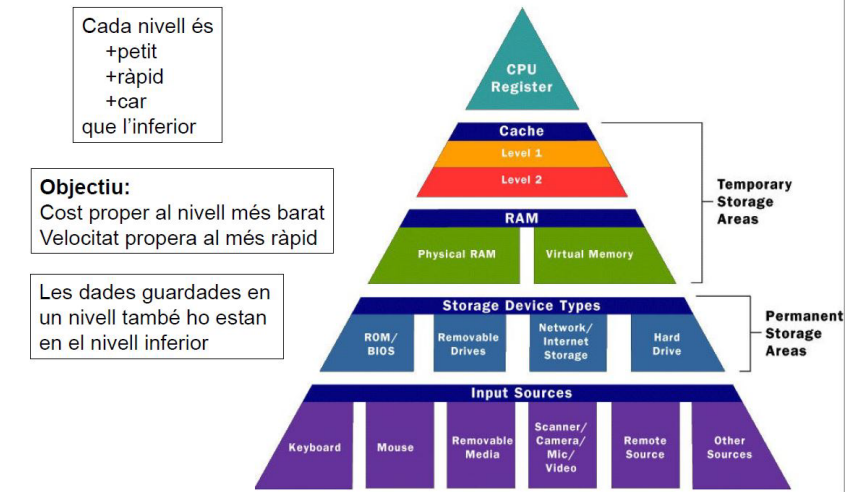 Cada nivell és
+petit
+ràpid
+car
que l'inferior
Objectiu:
Cost proper al nivell més barat
Velocitat propera al més ràpid
Les dades guardades en
un nivell també ho estan
en el nivell inferior
CPU
Register
Cache
Level 1
Level 2
RAM
Physical RAM
Virtual Memory
Temporary
Storage
Areas
Storage Device Types
ROM/
BIOS
Removable
Drives
Network/
Internet
Storage
Hard
Drive
Permanent
Storage
Areas
Input Sources
Keyboard
Mouse
Removable
Media
Scanner/
Camera/
Mic/
Video
Remote
Source
Other
Sources